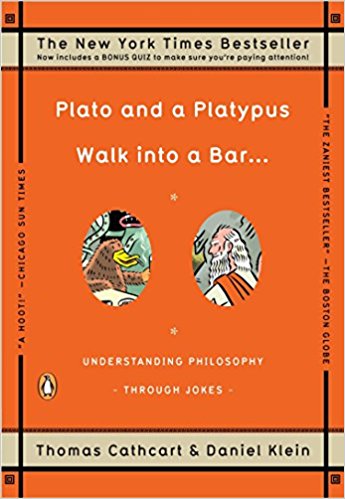 The New York Times Bestseller
Now includes a BONUS QUIZ to make sure you're paying attention!
Plato and a Platypus
Walk into a Bar...
"A HOOT!" —CHICAGO SUN TIMES
"THE ZANIEST BESTSELLER" —THE BOSTON GLOBE
UNDERSTANDING PHILOSOPHY
- THROUGH JOKES -
Thomas Cathcart & Daniel Klein